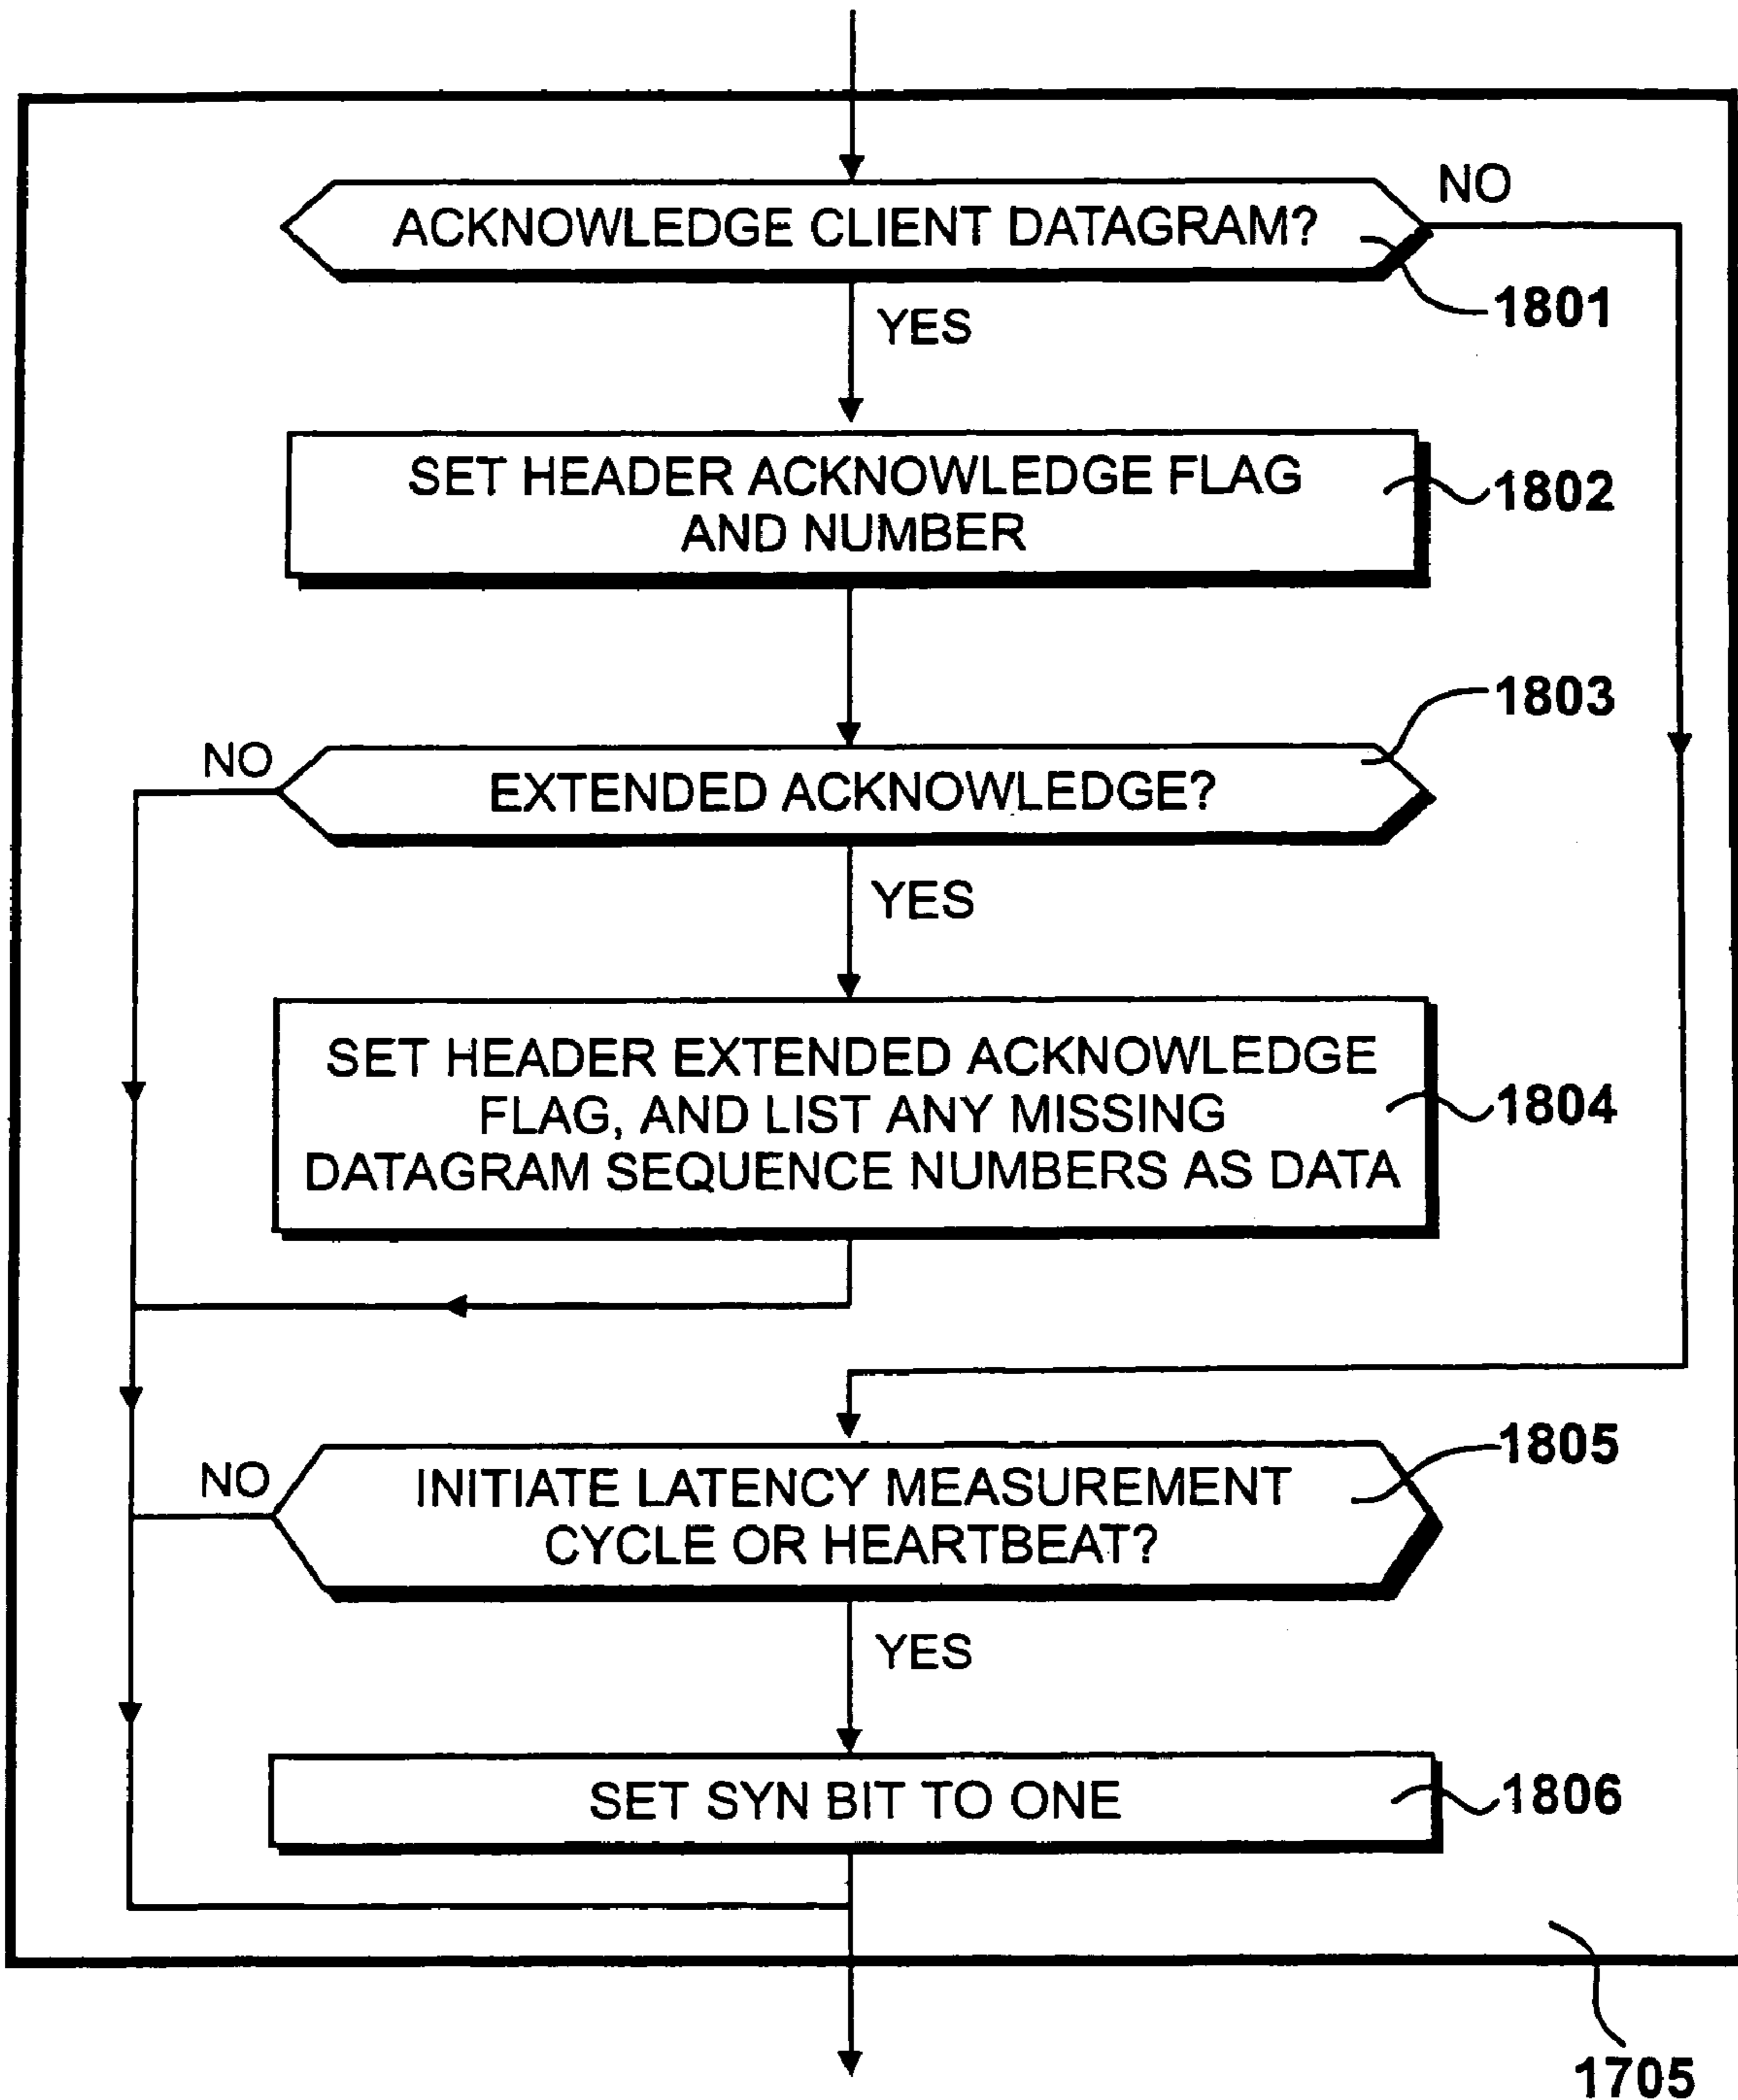 NO
ACKNOWLEDGE CLIENT DATAGRAM?
1801
YES
SET HEADER ACKNOWLEDGE FLAG
AND NUMBER
1802
1803
NO
EXTENDED ACKNOWLEDGE?
YES
SET HEADER EXTENDED ACKNOWLEDGE
FLAG, AND LIST ANY MISSING
DATAGRAM SEQUENCE NUMBERS AS DATA
1804
1805
NO
INITIATE LATENCY MEASUREMENT
CYCLE OR HEARTBEAT?
YES
SET SYN BIT TO ONE
1806
1705